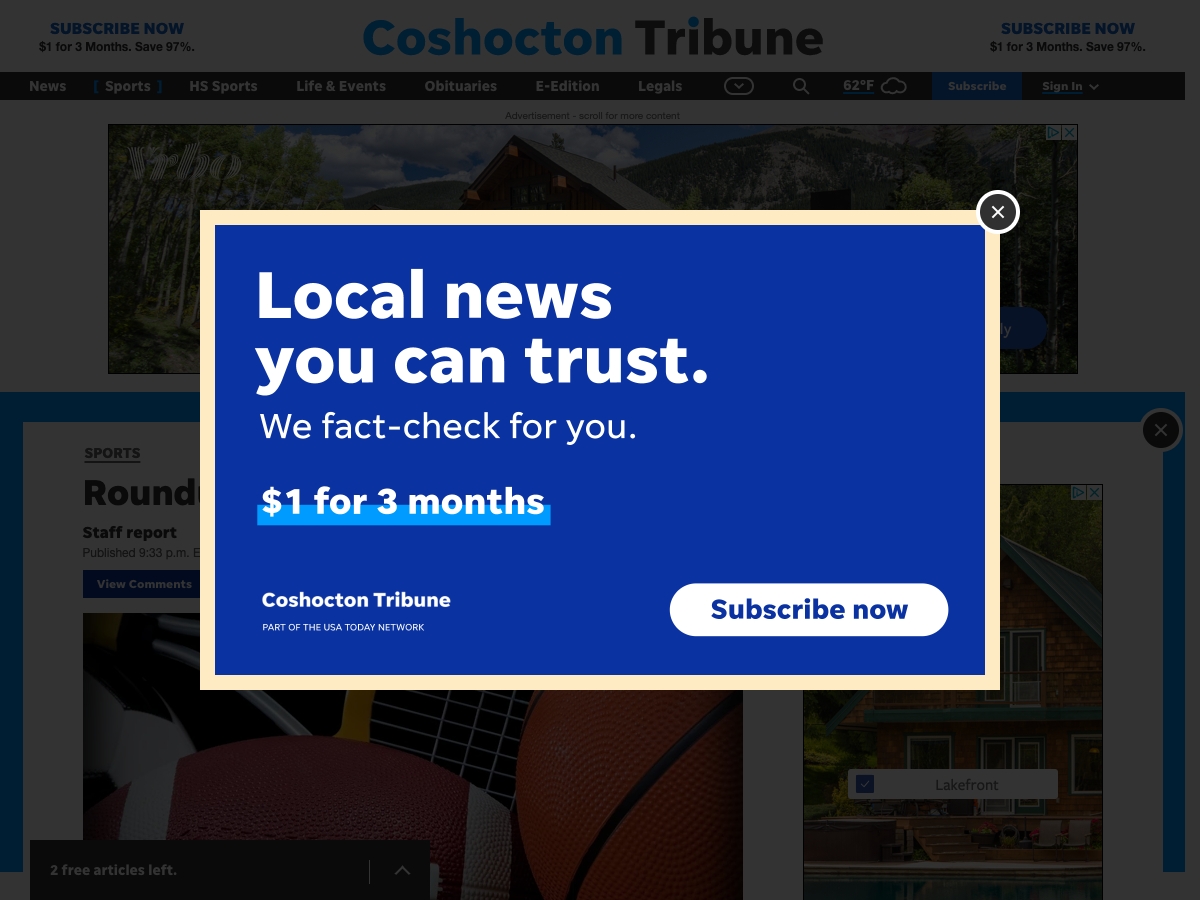 SUBSCRIBE NOW
$1 for 3 Months. Save 97%.
Coshocton Tribune
SUBSCRIBE NOW
$1 for 3 Months. Save 97%.
News
Sports
HS Sports
Life & Events
Obituaries
E-Edition
Legals
62°F
Subscribe
Sign In
Advertisement - scroll for more content
Vrbo
Local news
you can trust.
We fact-check for you.
$1 for 3 months
Coshocton Tribune
PART OF THE USA TODAY NETWORK
Subscribe now
SPORTS
Staff report
Published 9:33 p.m.
View Comments
Lakefront
2 free articles left.